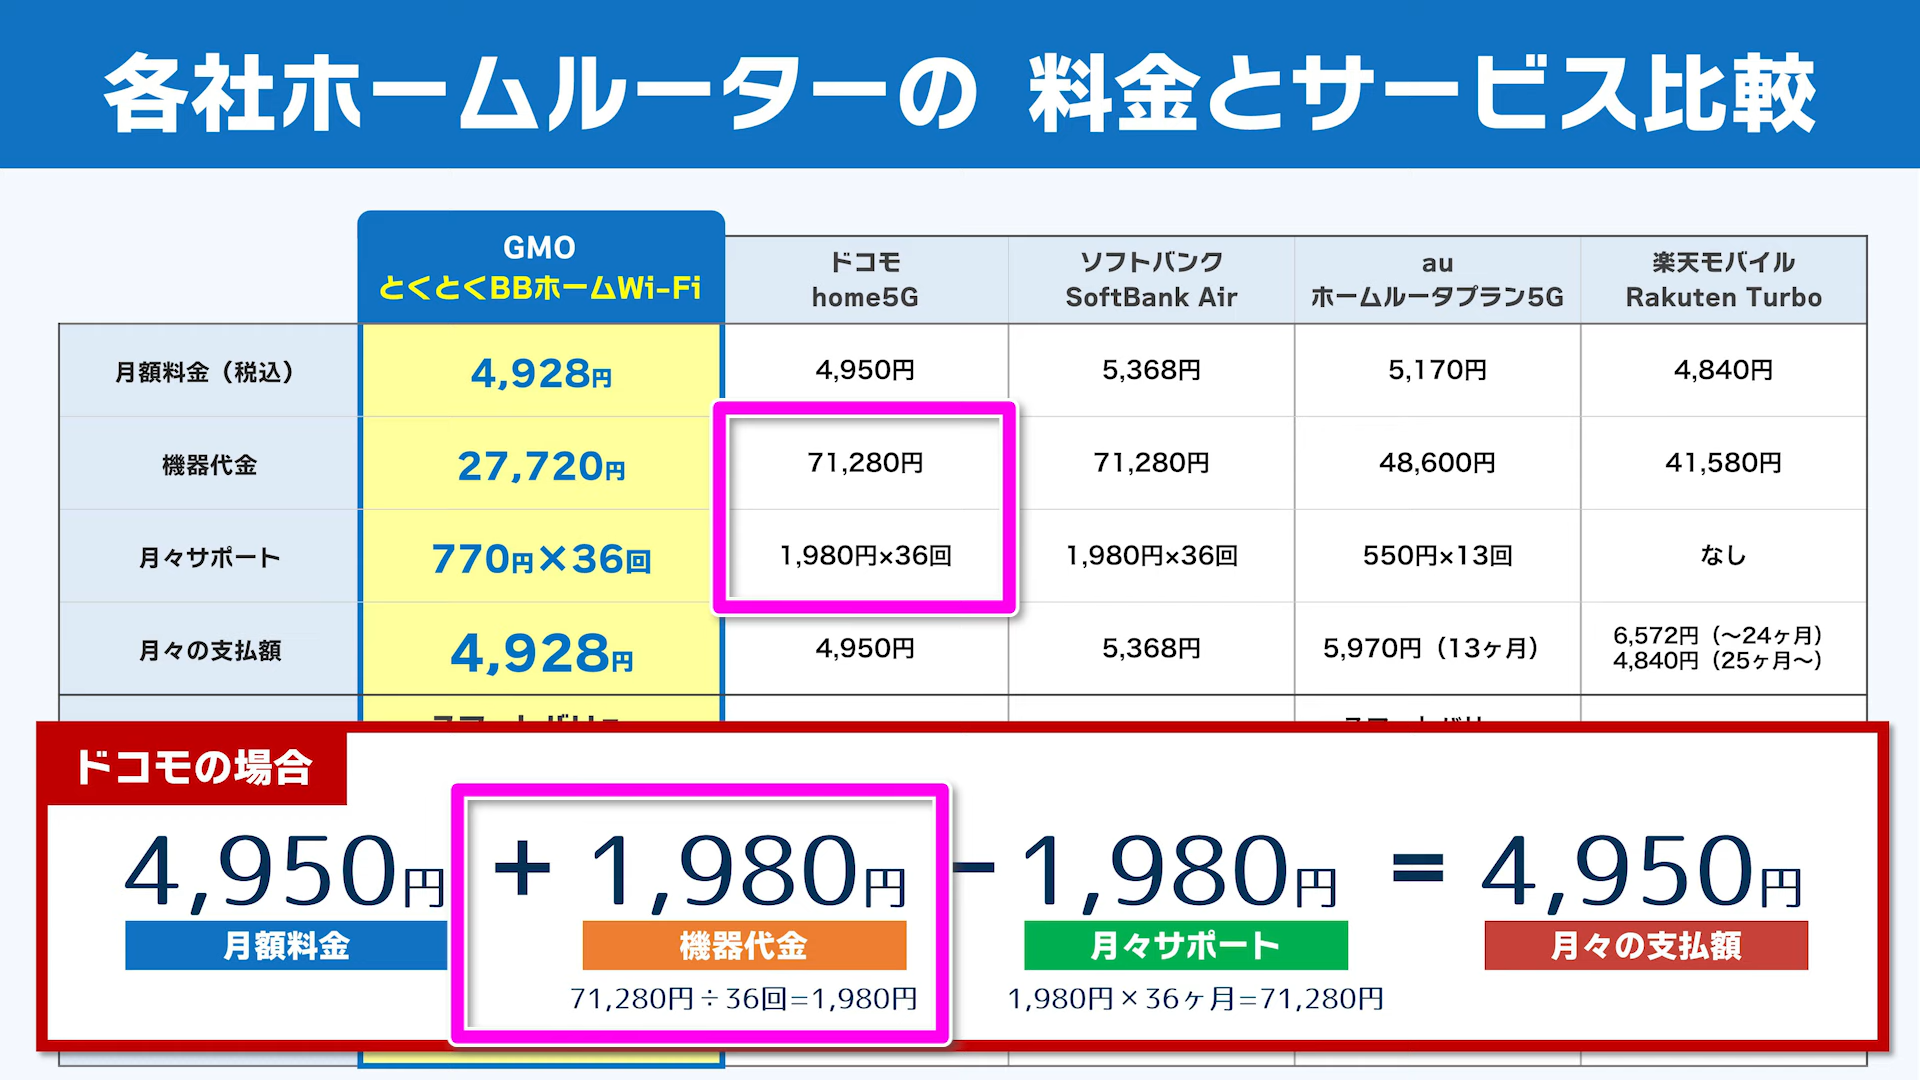 各社ホームルーターの 料金とサービス比較
GMO
とくとくBBホームWi-Fi
ドコモ
home5G
ソフトバンク
SoftBank Air
au
ホームルータプラン5G
楽天モバイル
Rakuten Turbo
月額料金（税込）
4,928円
4,950円
5,368円
5,170円
4,840円
機器代金
27,720円
71,280円
71,280円
48,600円
41,580円
月々サポート
770円×36回
1,980円×36回
1,980円×36回
550円×13回
なし
月々の支払額
4,928円
4,950円
5,368円
5,970円（13ヶ月）
6,572円（〜24ヶ月）
4,840円（25ヶ月〜）
ドコモの場合
4,950円 + 1,980円 − 1,980円 = 4,950円
月額料金
機器代金
月々サポート
月々の支払額
71,280円÷36回=1,980円
1,980円×36ヶ月=71,280円